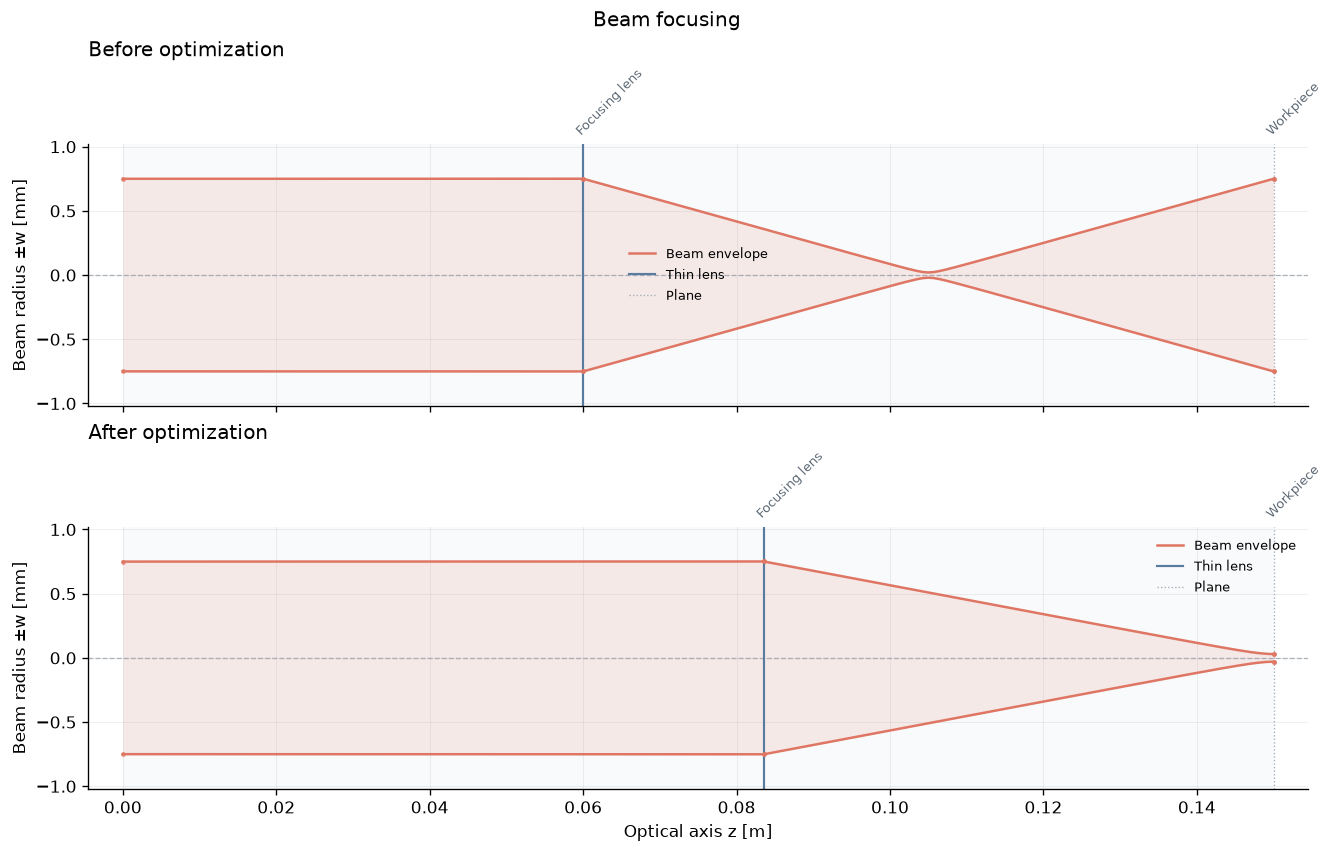 Beam focusing
Before optimization
Focusing lens
Workpiece
Beam radius ±w [mm]
1.0
0.5
0.0
−0.5
−1.0
Beam envelope
Thin lens
Plane
After optimization
Focusing lens
Workpiece
Beam radius ±w [mm]
1.0
0.5
0.0
−0.5
−1.0
Beam envelope
Thin lens
Plane
0.00 0.02 0.04 0.06 0.08 0.10 0.12 0.14
Optical axis z [m]